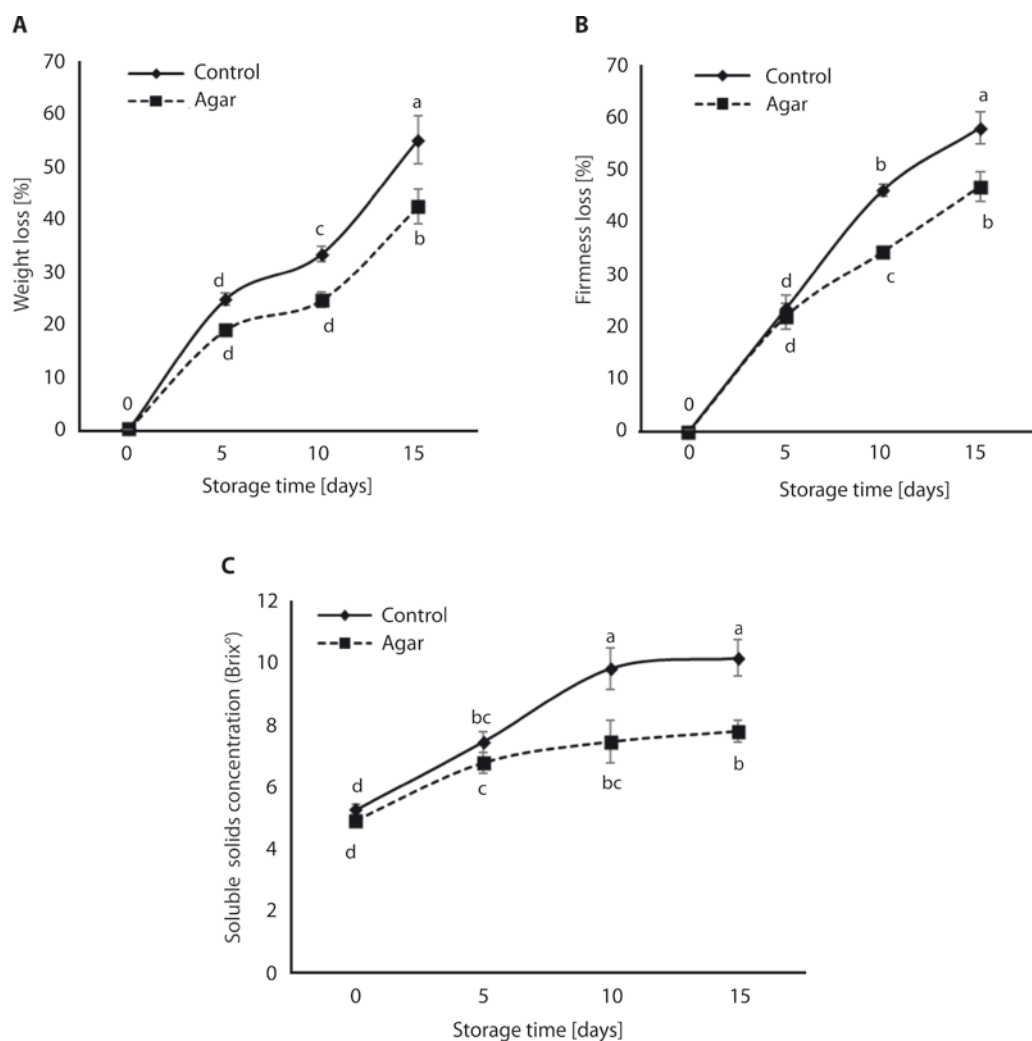 A
70
60
50
40
30
20
10
0
Weight loss [%]
Control
Agar
0
d
d
c
d
a
b
0
5
10
15
Storage time [days]
B
70
60
50
40
30
20
10
0
Firmness loss [%]
Control
Agar
0
d
d
b
c
a
b
0
5
10
15
Storage time [days]
C
12
10
8
6
4
2
0
Soluble solids concentration (Brix°)
Control
Agar
d
d
bc
c
a
bc
a
b
0
5
10
15
Storage time [days]